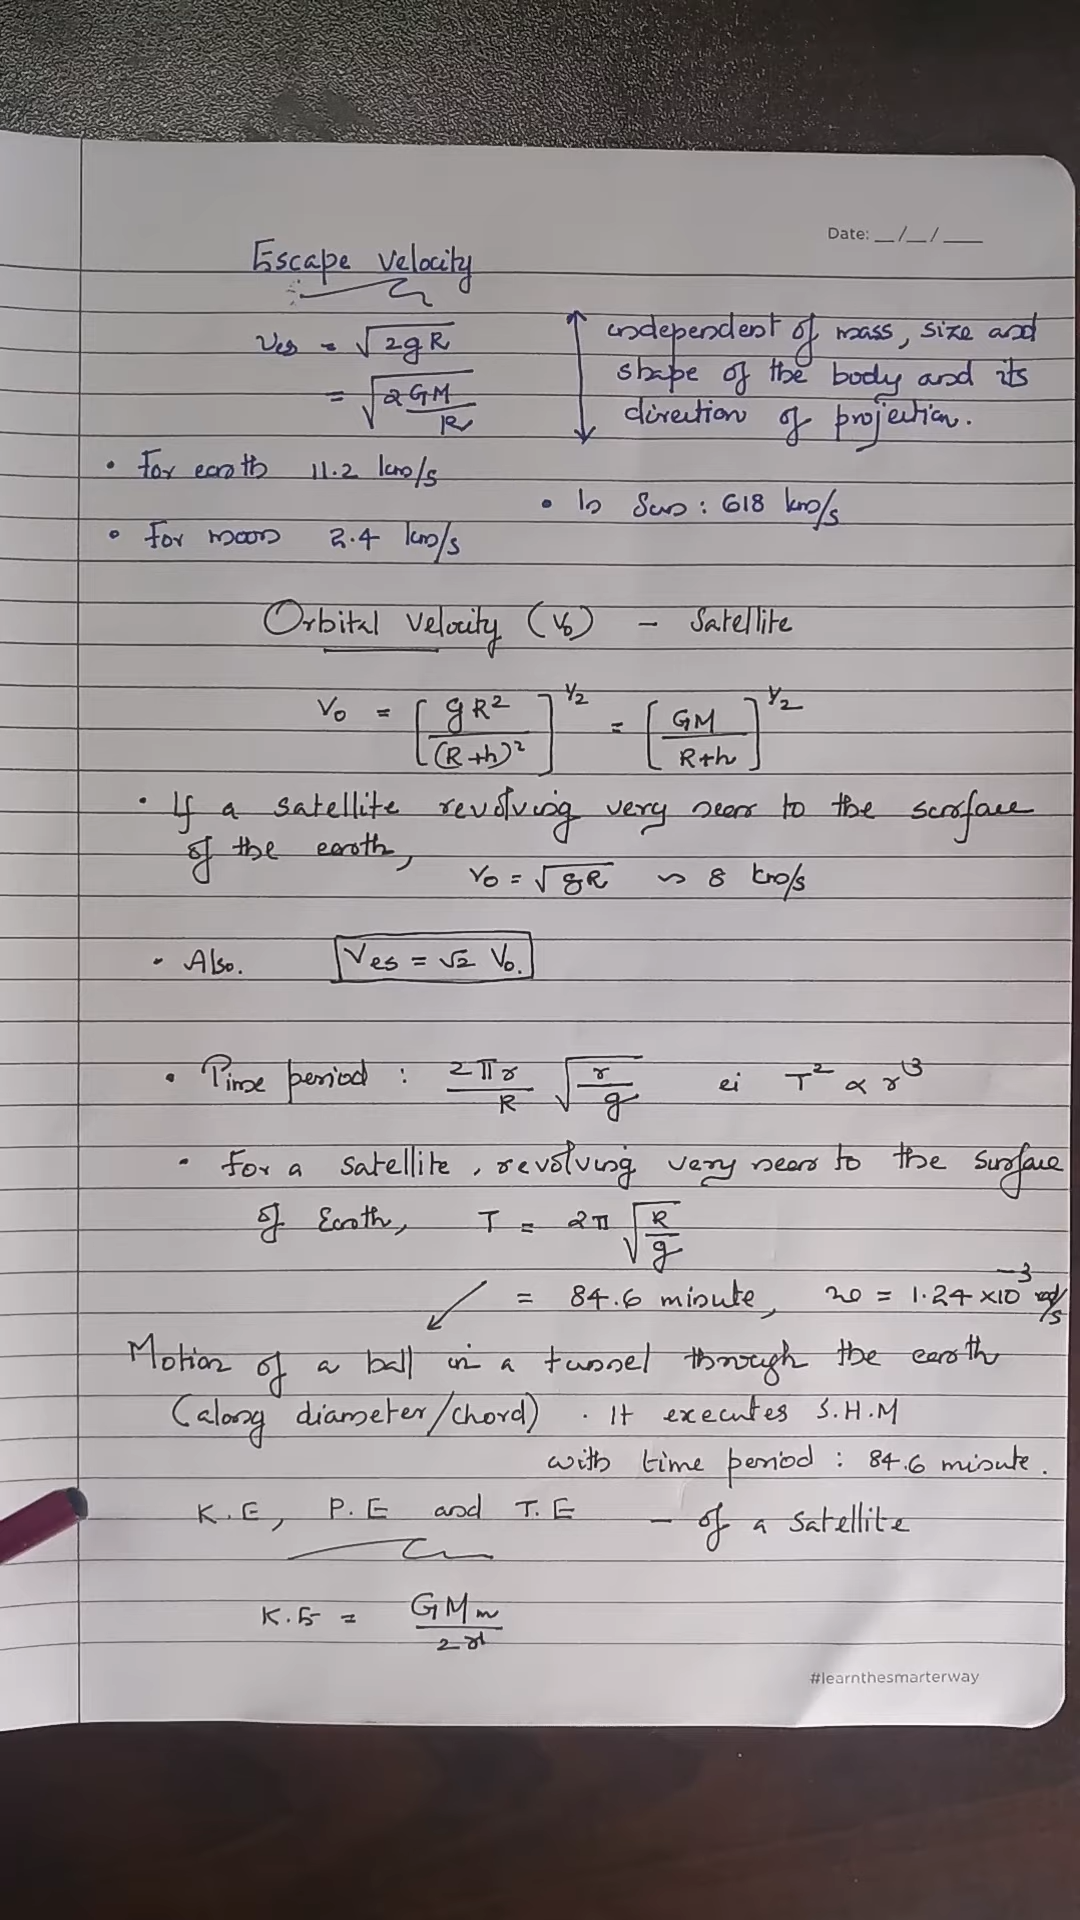 Date: __/__/___
Escape velocity
Ves = √2gR
= √2GM/R
independent of mass, size and
shape of the body and its
direction of projection.
• For earth 11.2 km/s
• In Sun : 618 km/s
• For moon 2.4 km/s
Orbital velocity (V₀) - Satellite
V₀ = [gR²/(R+h)²]^1/2 = [GM/R+h]^1/2
• If a satellite revolving very near to the surface
of the earth,
V₀ = √gR ~ 8 km/s
• Also. Ves = √2 V₀.
• Time period : 2πr/R √r/g ei T² ∝ r³
• For a satellite, revolving very near to the surface
of Earth, T = 2π √R/g
= 84.6 minute, w = 1.24 ×10⁻³ rad/s
Motion of a ball in a tunnel through the earth
(along diameter/chord) . It executes S.H.M
with time period : 84.6 minute.
K.E, P.E and T.E - of a satellite
K.E = GMm/2r
#learnthesmarterway